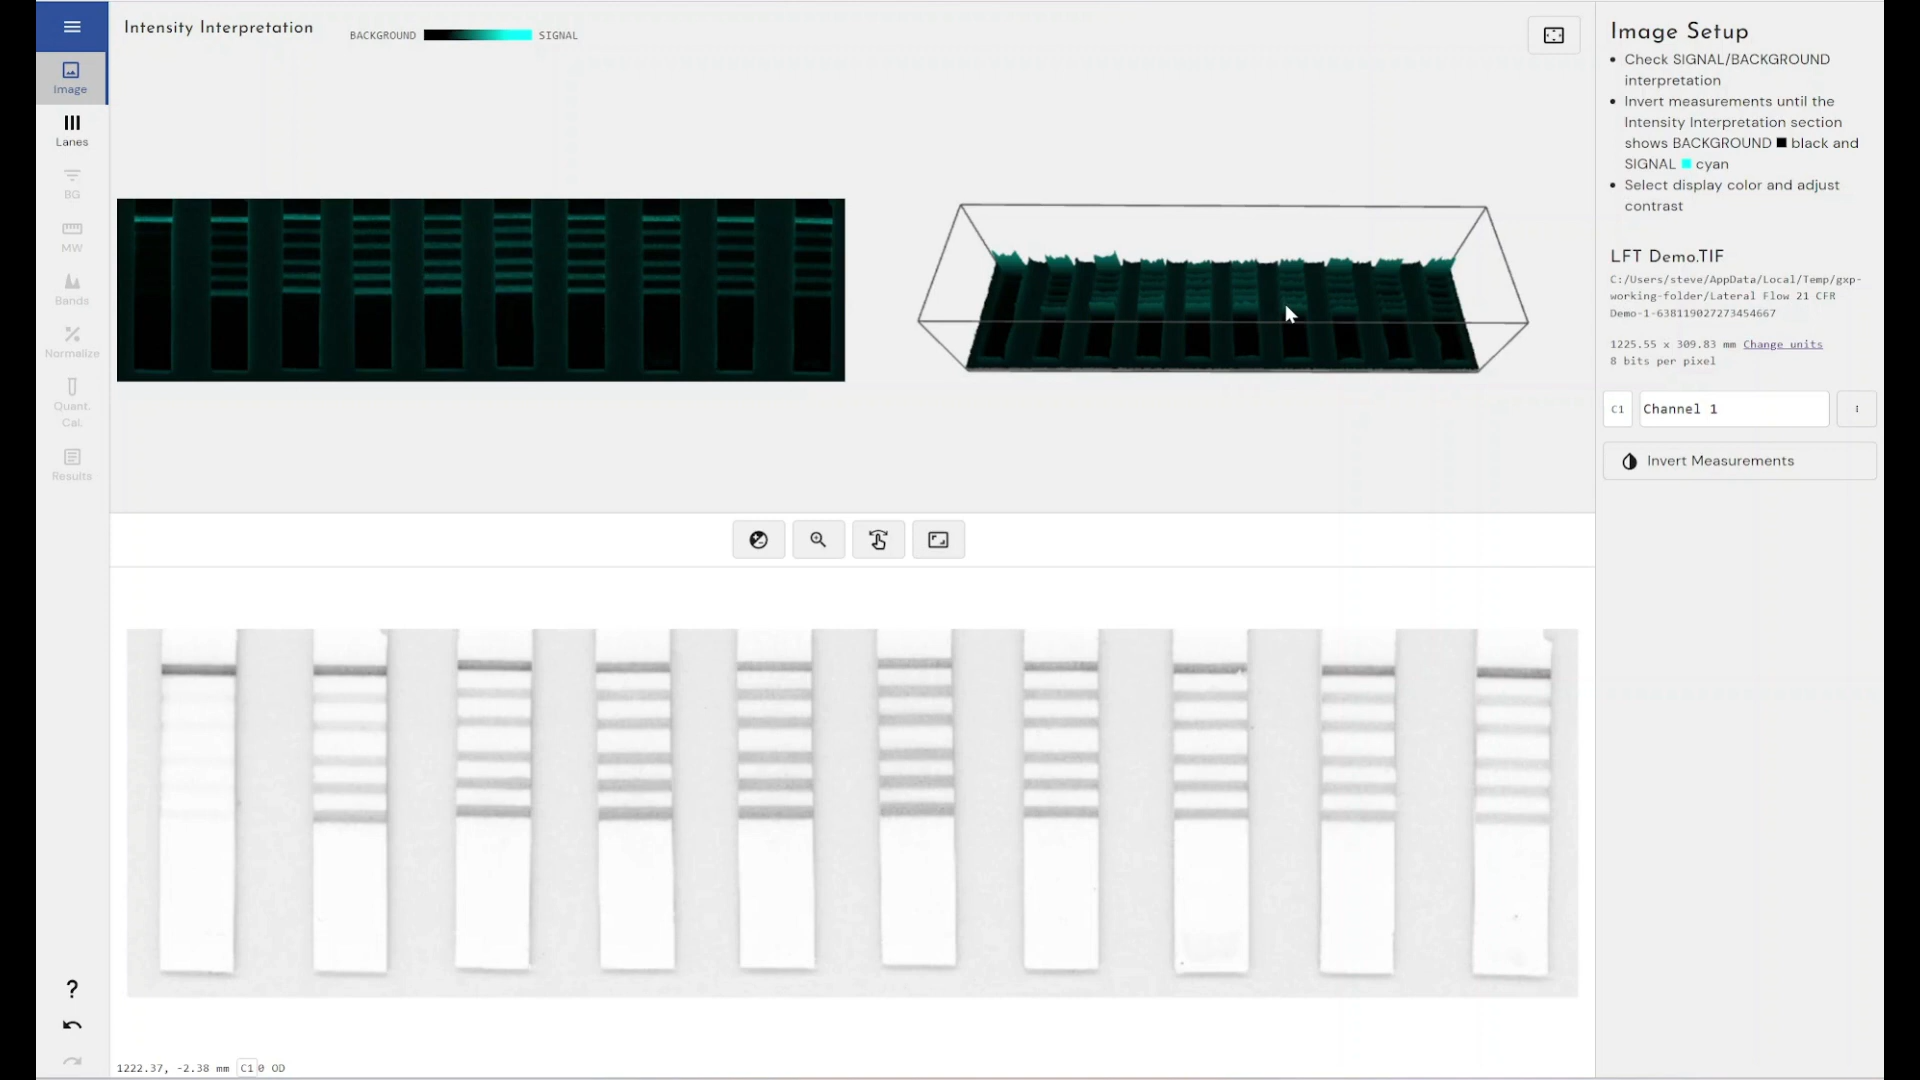 Intensity Interpretation
BACKGROUND SIGNAL
Image
Lanes
BG
MW
Bands
Normalize
Quant.
Cal.
Results
?
Image Setup
• Check SIGNAL/BACKGROUND
interpretation
• Invert measurements until the
Intensity Interpretation section
shows BACKGROUND ■ black and
SIGNAL ■ cyan
• Select display color and adjust
contrast
LFT Demo.TIF
C:/Users/steve/AppData/Local/Temp/gxp-
working-folder/Lateral Flow 21 CFR
Demo-1-638119027273454667
1225.55 x 309.83 mm Change units
8 bits per pixel
C1 Channel 1
Invert Measurements
1222.37, -2.38 mm C1 0 OD